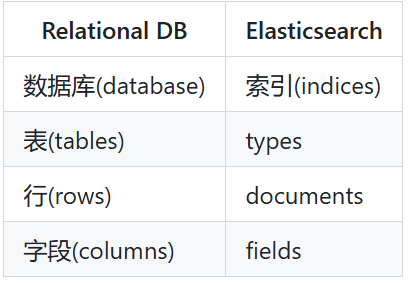 Relational DB Elasticsearch
数据库(database) 索引(indices)
表(tables) types
行(rows) documents
字段(columns) fields